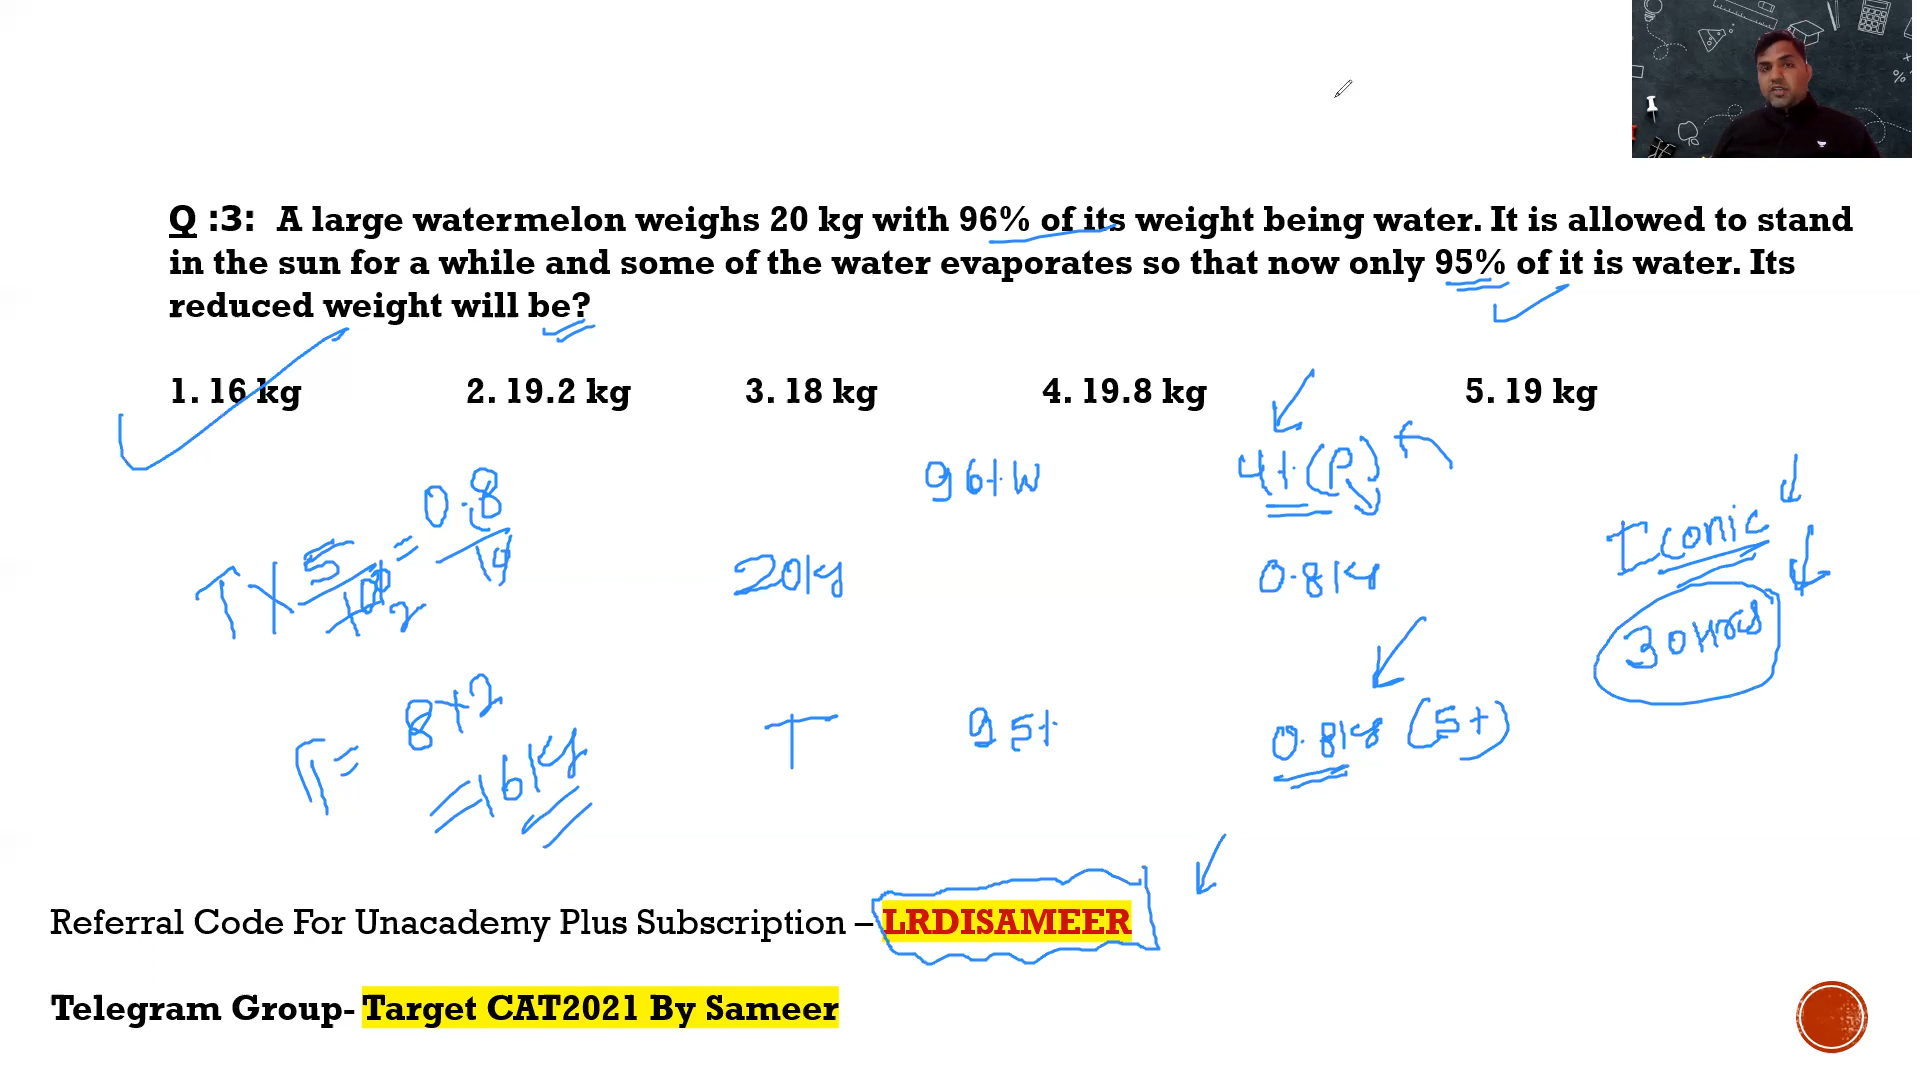 Q :3: A large watermelon weighs 20 kg with 96% of its weight being water. It is allowed to stand
in the sun for a while and some of the water evaporates so that now only 95% of it is water. Its
reduced weight will be?
1. 16 kg 2. 19.2 kg 3. 18 kg 4. 19.8 kg 5. 19 kg
96% W 4% (P)
T × 5/100 = 0.8
20kg 0.8kg
Iconic
30Hrs
T = 8×2
=16kg
T 95% 0.8kg (5%)
Referral Code For Unacademy Plus Subscription – LRDISAMEER
Telegram Group- Target CAT2021 By Sameer